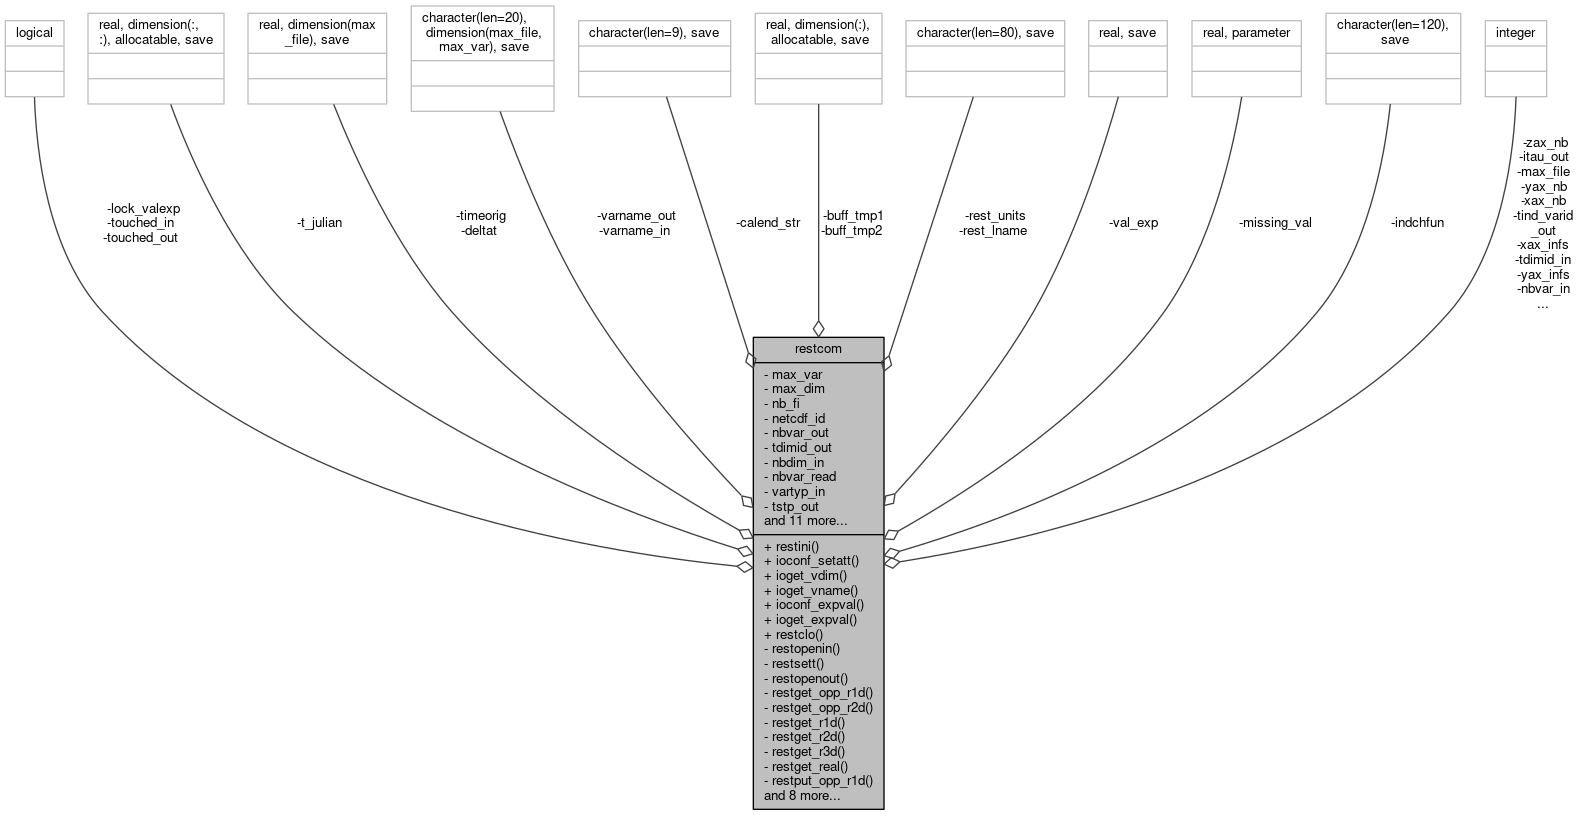 logical
real, dimension(:,
:), allocatable, save
real, dimension(max
_file), save
character(len=20),
dimension(max_file,
max_var), save
character(len=9), save
real, dimension(:),
allocatable, save
character(len=80), save
real, save
real, parameter
character(len=120),
save
integer
-lock_valexp
-touched_in
-touched_out
-t_julian
-timeorig
-deltat
-varname_out
-varname_in
-calend_str
-buff_tmp1
-buff_tmp2
-rest_units
-rest_lname
-val_exp
-missing_val
-indchfun
-zax_nb
-itau_out
-max_file
-yax_nb
-xax_nb
-tind_varid
_out
-xax_infs
-tdimid_in
-yax_infs
-nbvar_in
...
restcom
- max_var
- max_dim
- nb_fi
- netcdf_id
- nbvar_out
- tdimid_out
- nbdim_in
- nbvar_read
- vartyp_in
- tstp_out
and 11 more...
+ restini()
+ ioconf_setatt()
+ ioget_vdim()
+ ioget_vname()
+ ioconf_expval()
+ ioget_expval()
+ restclo()
- restopenin()
- restsett()
- restopenout()
- restget_opp_r1d()
- restget_opp_r2d()
- restget_r1d()
- restget_r2d()
- restget_r3d()
- restget_real()
- restput_opp_r1d()
and 8 more...